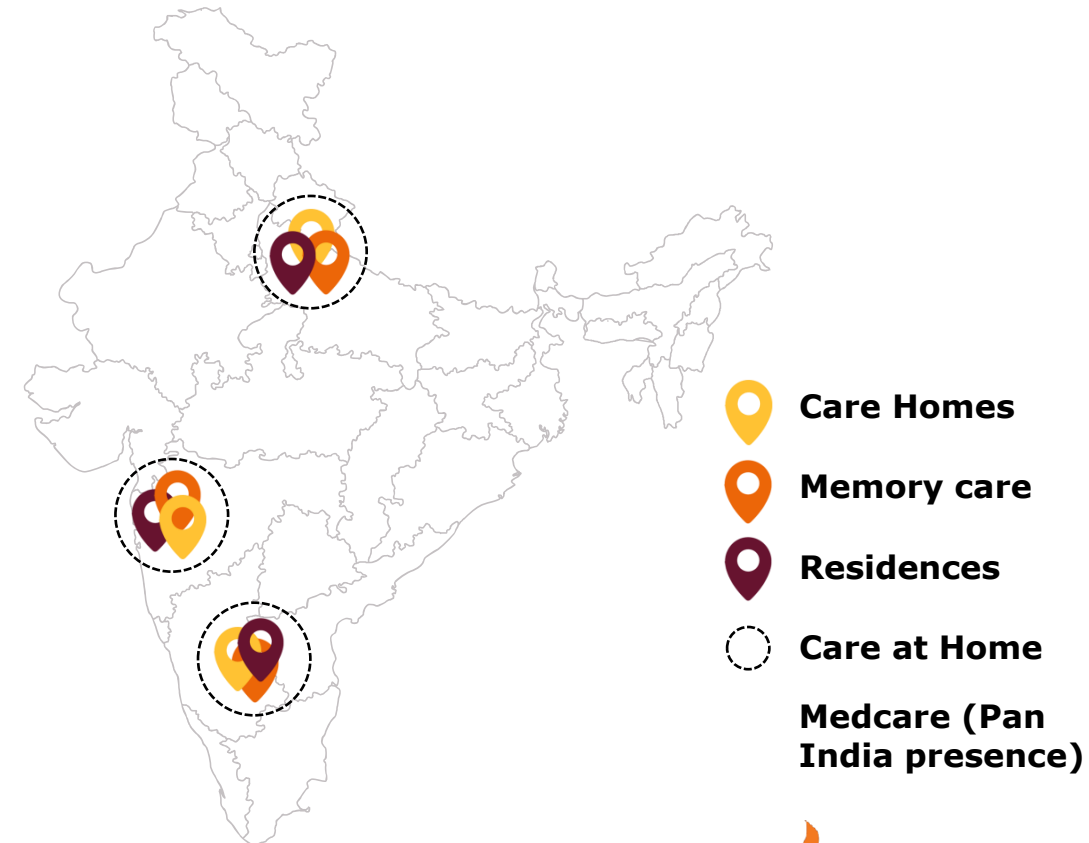 Care Homes
Memory care
Residences
Care at Home
Medcare (Pan
India presence)